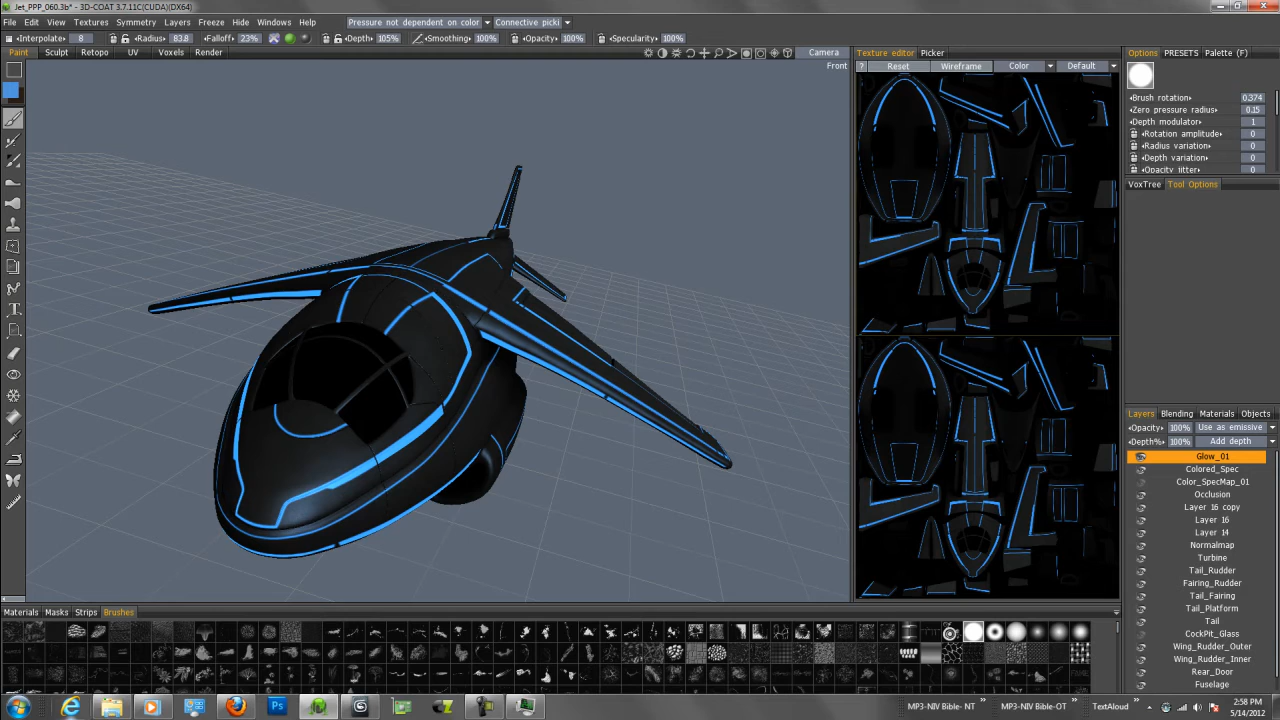 Jet_PPP_060.3b* - 3D-COAT 3.7.11C(CUDA)(DX64)
File Edit View Textures Symmetry Layers Freeze Hide Windows Help Pressure not dependent on color Connective picki
Interpolate 8 Radius 83.8 Falloff 23% Depth: 105% Smoothing: 100% Opacity: 100% Specularity: 100%
Paint Sculpt Retopo UV Voxels Render Camera
Front
Texture editor Picker
? Reset Wireframe Color Default
Options PRESETS Palette (F)
Brush rotation 0.374
Zero pressure radius 0.15
Depth modulator 1
Rotation amplitude 0
Radius variation 0
Depth variation 0
Opacity jitter 0
VoxTree Tool Options
Layers Blending Materials Objects
Opacity 100% Use as emissive
Depth% 100% Add depth
Glow_01
Colored_Spec
Color_SpecMap_01
Occlusion
Layer 16 copy
Layer 16
Layer 14
Normalmap
Turbine
Tail_Rudder
Fairing_Rudder
Tail_Fairing
Tail_Platform
Tail
CockPit_Glass
Wing_Rudder_Outer
Wing_Rudder_Inner
Rear_Door
Fuselage
Materials Masks Strips Brushes
MP3-NIV Bible- NT » MP3-NIV Bible-OT » TextAloud »
2:58 PM
5/14/2012